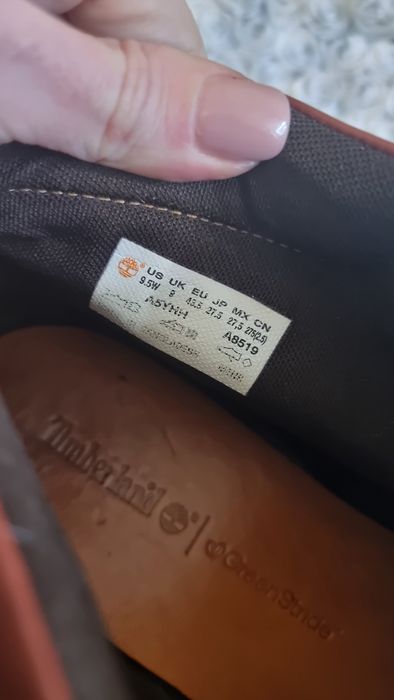 US UK EU JP MX CN
9.5W 9 43.5 27.5 27.5 275(2.5)
A5YHH A8519
Timberland | GreenStride